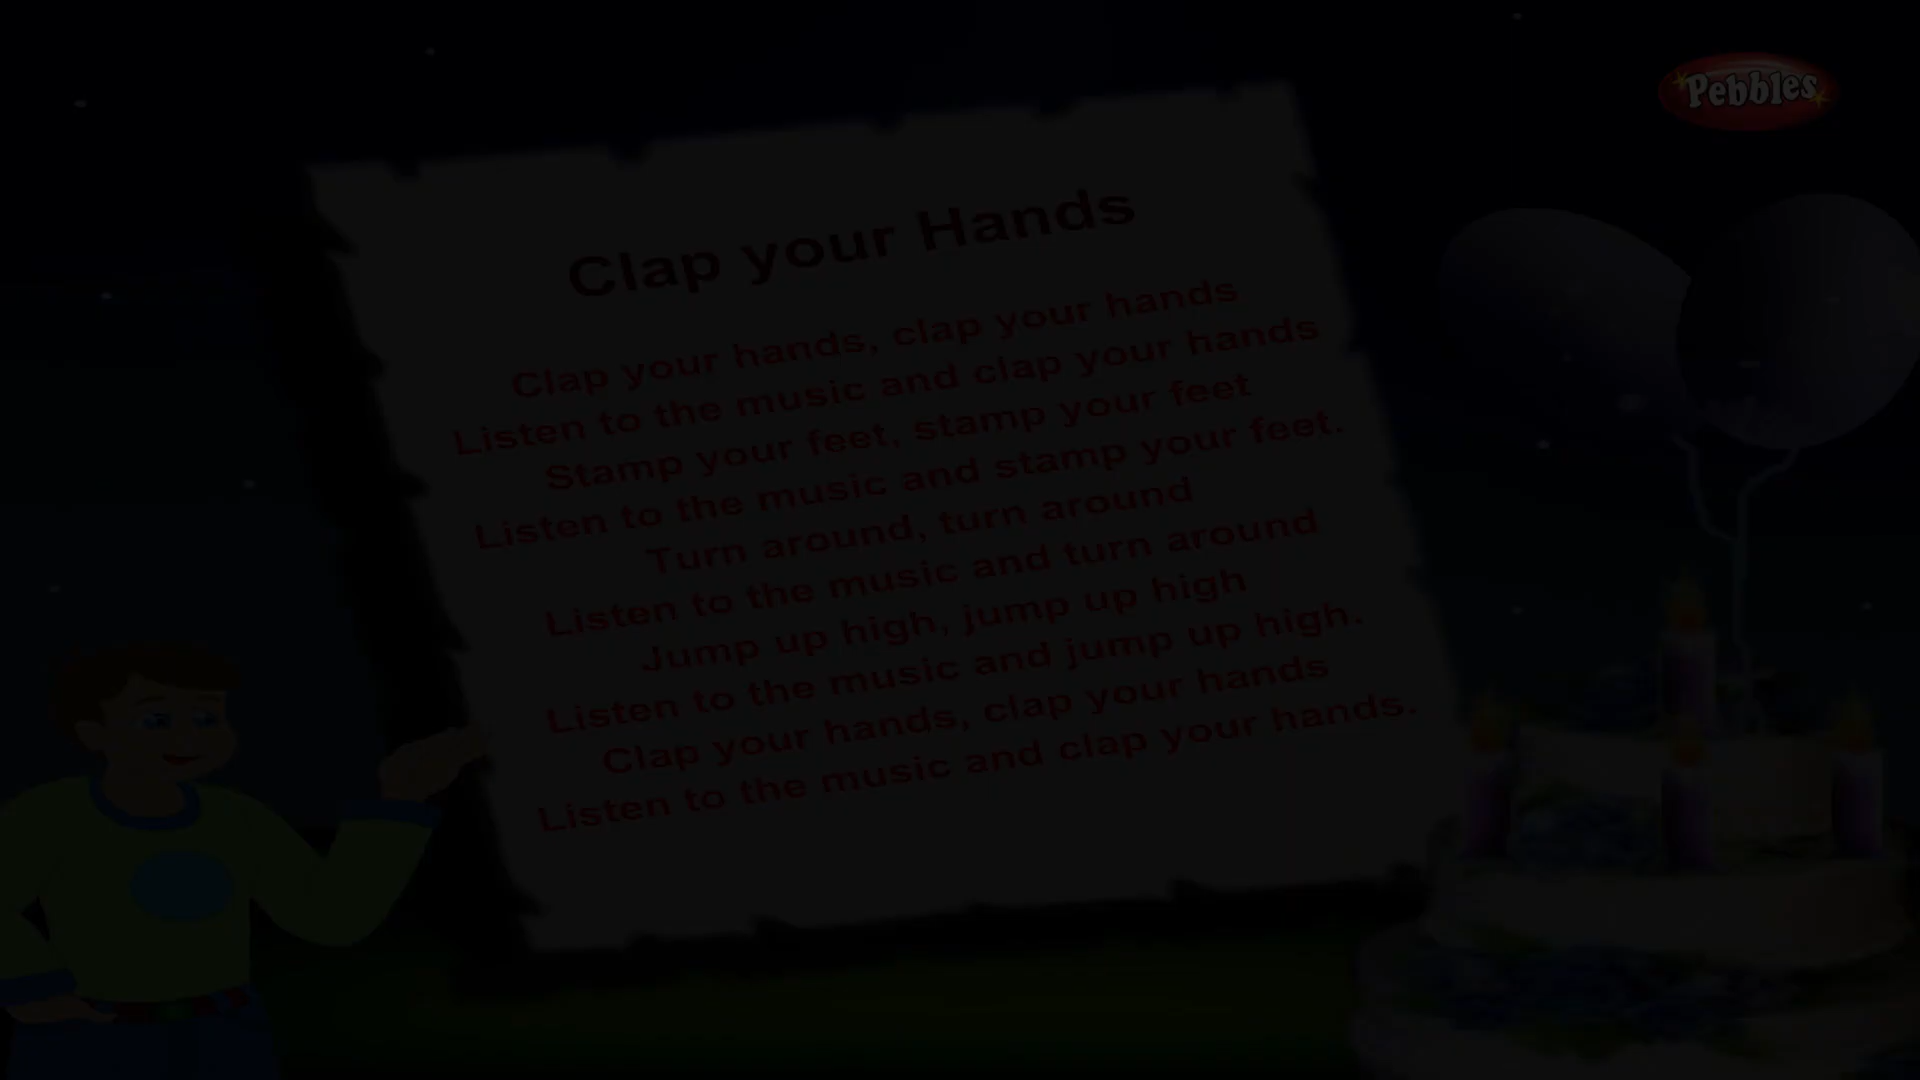 Pebbles
Clap your Hands
Clap your hands, clap your hands
Listen to the music and clap your hands
Stamp your feet, stamp your feet
Listen to the music and stamp your feet.
Turn around, turn around
Listen to the music and turn around
Jump up high, jump up high
Listen to the music and jump up high.
Clap your hands, clap your hands
Listen to the music and clap your hands.